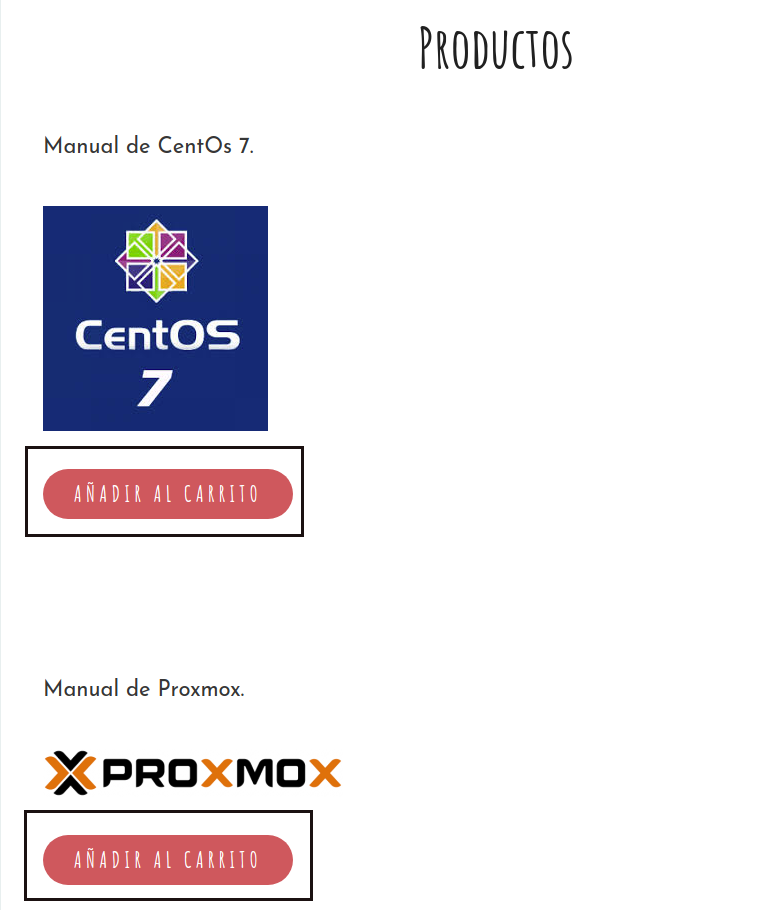 Productos
Manual de CentOs 7.
CentOS
7
AÑADIR AL CARRITO
Manual de Proxmox.
PROXMOX
AÑADIR AL CARRITO